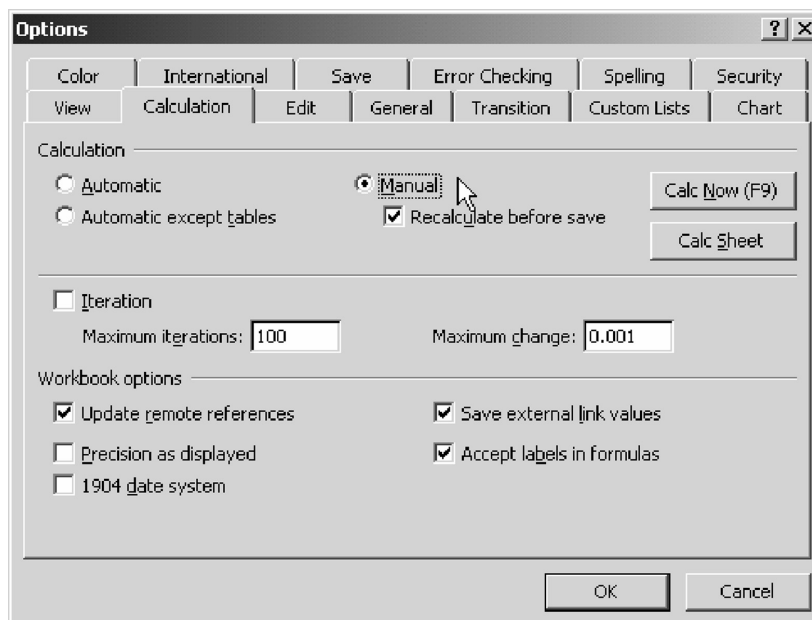 Options
Color International Save Error Checking Spelling Security
View Calculation Edit General Transition Custom Lists Chart
Calculation
Automatic Manual Calc Now (F9)
Automatic except tables Recalculate before save
Calc Sheet
Iteration
Maximum iterations: 100 Maximum change: 0.001
Workbook options
Update remote references Save external link values
Precision as displayed Accept labels in formulas
1904 date system
OK Cancel